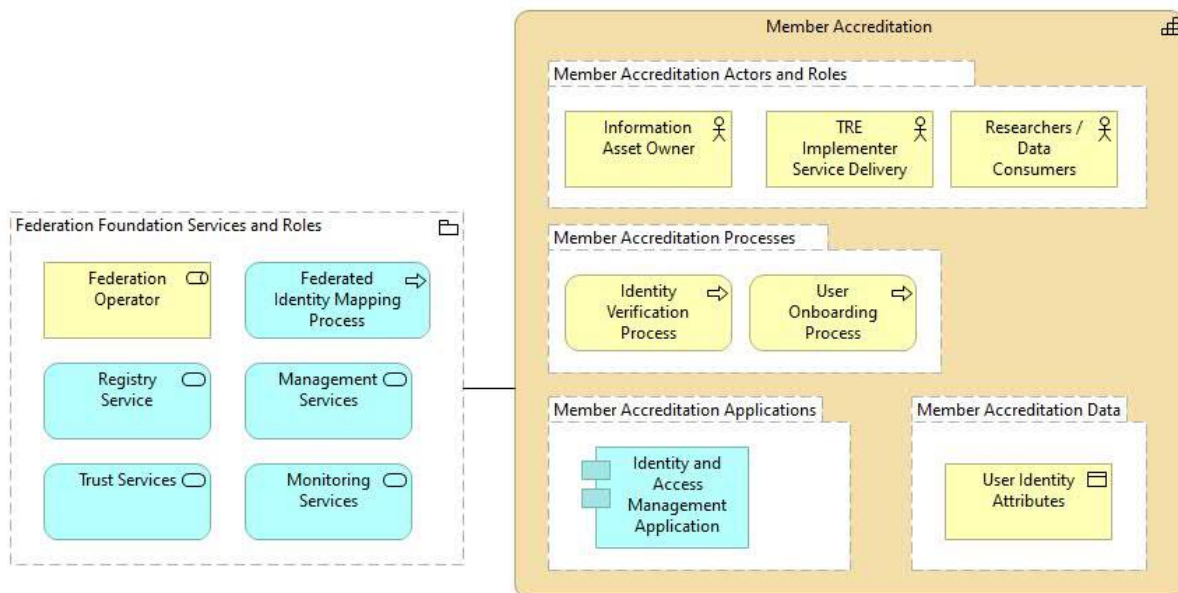 Member Accreditation
Member Accreditation Actors and Roles
Information
Asset Owner
TRE
Implementer
Service Delivery
Researchers /
Data
Consumers
Federation Foundation Services and Roles
Federation
Operator
Federated
Identity Mapping
Process
Registry
Service
Management
Services
Trust Services
Monitoring
Services
Member Accreditation Processes
Identity
Verification
Process
User
Onboarding
Process
Member Accreditation Applications
Identity and
Access
Management
Application
Member Accreditation Data
User Identity
Attributes